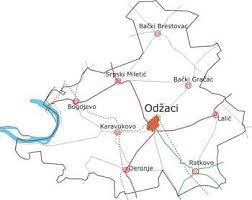 Bački Brestovac
Srpski Miletić
Bački Gračac
Bogojevo
Odžaci
Lalić
Karavukovo
Deronje
Ratkovo